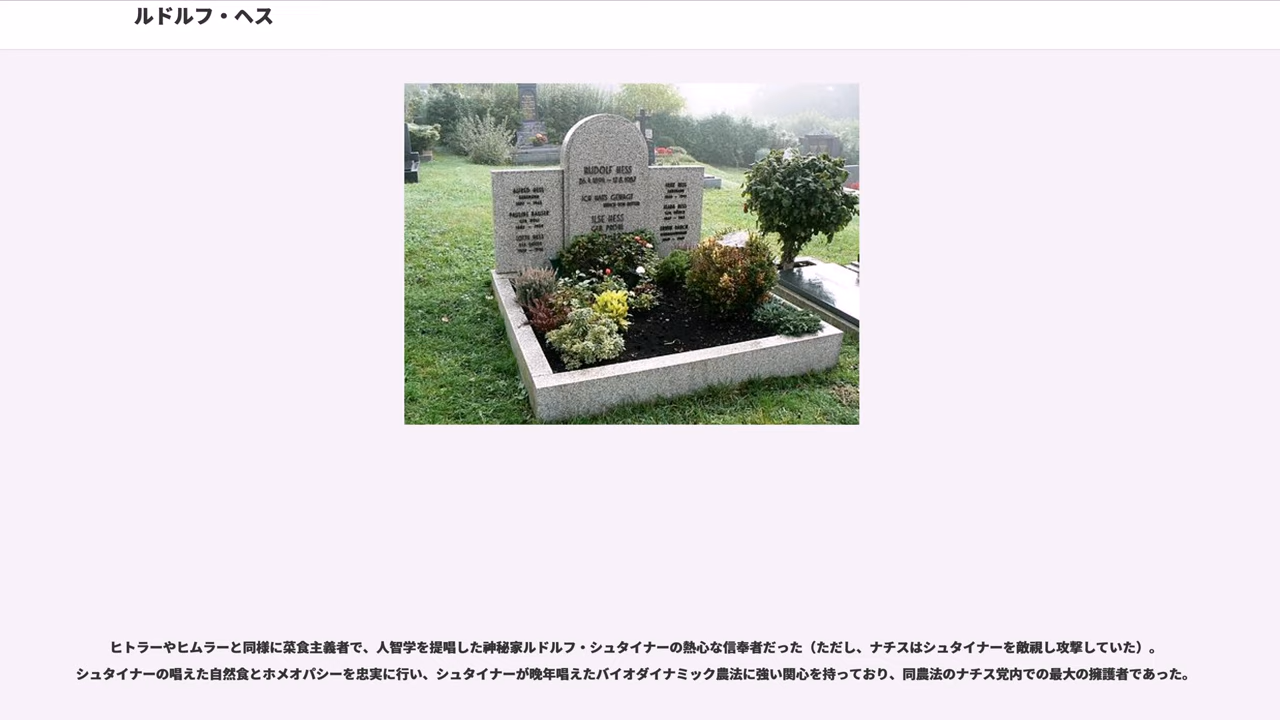 ルドルフ・ヘス
RUDOLF HESS
26.4.1894 — 17.8.1987
ICH HAB'S GEWAGT
ILSE HESS
GEB. PRÖHL
ヒトラーやヒムラーと同様に菜食主義者で、人智学を提唱した神秘家ルドルフ・シュタイナーの熱心な信奉者だった（ただし、ナチスはシュタイナーを敵視し攻撃していた）。
シュタイナーの唱えた自然食とホメオパシーを忠実に行い、シュタイナーが晩年唱えたバイオダイナミック農法に強い関心を持っており、同農法のナチス党内での最大の擁護者であった。